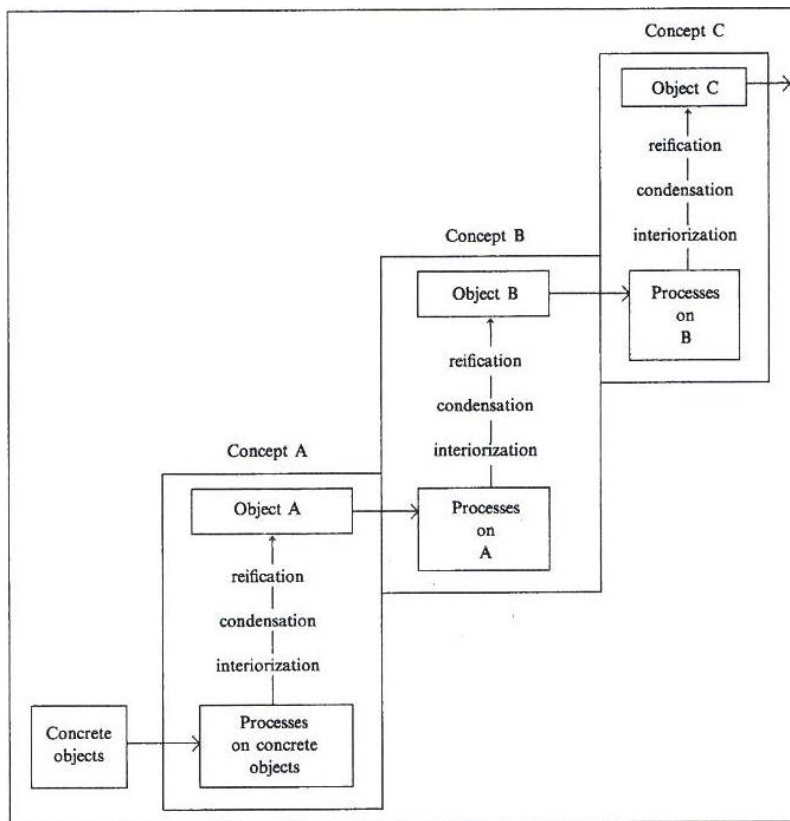 Concept C
Object C
reification
condensation
interiorization
Processes
on
B
Concept B
Object B
reification
condensation
interiorization
Processes
on
A
Concept A
Object A
reification
condensation
interiorization
Processes
on concrete
objects
Concrete
objects